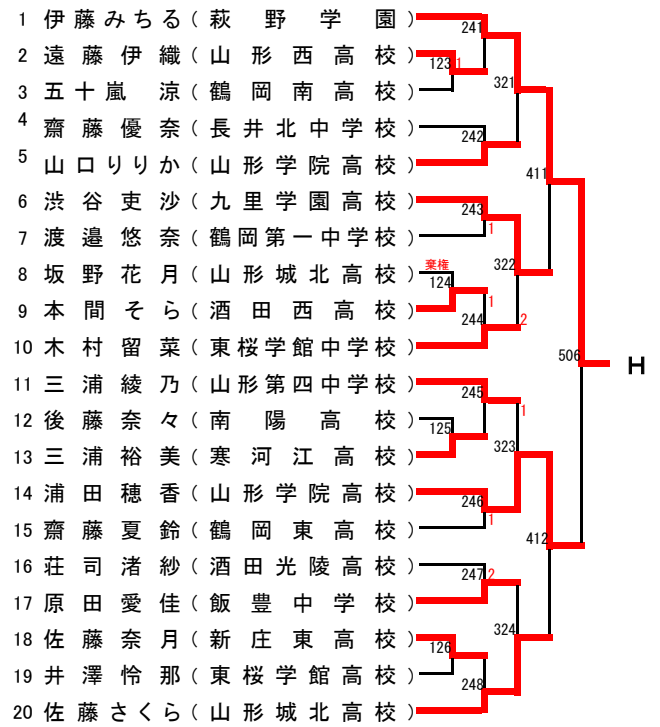 1 伊藤みちる(萩野学園)
241
2 遠藤伊織(山形西高校)
123 1
321
3 五十嵐 涼(鶴岡南高校)
4 齋藤優奈(長井北中学校)
242
5 山口りりか(山形学院高校)
411
6 渋谷吏沙(九里学園高校)
243
7 渡邉悠奈(鶴岡第一中学校)
1
322
8 坂野花月(山形城北高校)
棄権
124
9 本間そら(酒田西高校)
1
244 2
10 木村留菜(東桜学館中学校)
506 H
11 三浦綾乃(山形第四中学校)
245
1
12 後藤奈々(南陽高校)
125
323
13 三浦裕美(寒河江高校)
14 浦田穂香(山形学院高校)
246
15 齋藤夏鈴(鶴岡東高校)
1
412
16 荘司渚紗(酒田光陵高校)
247 2
17 原田愛佳(飯豊中学校)
324
18 佐藤奈月(新庄東高校)
126
19 井澤怜那(東桜学館高校)
248
20 佐藤さくら(山形城北高校)